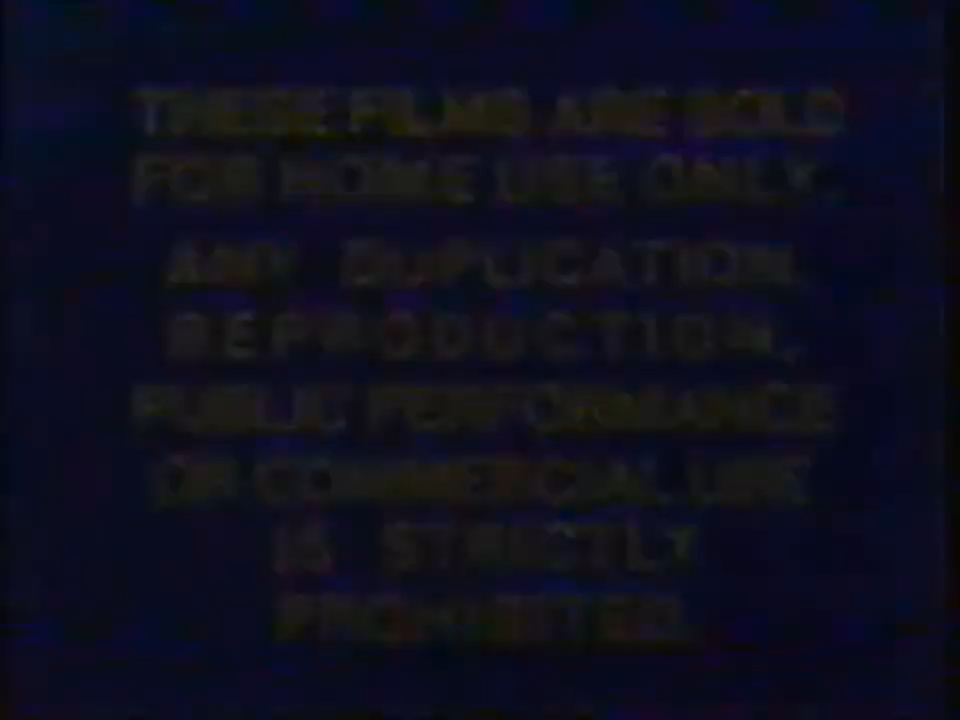 THESE FILMS ARE SOLD
FOR HOME USE ONLY.
ANY DUPLICATION,
REPRODUCTION,
PUBLIC PERFORMANCE
OR COMMERCIAL USE
IS STRICTLY
PROHIBITED.